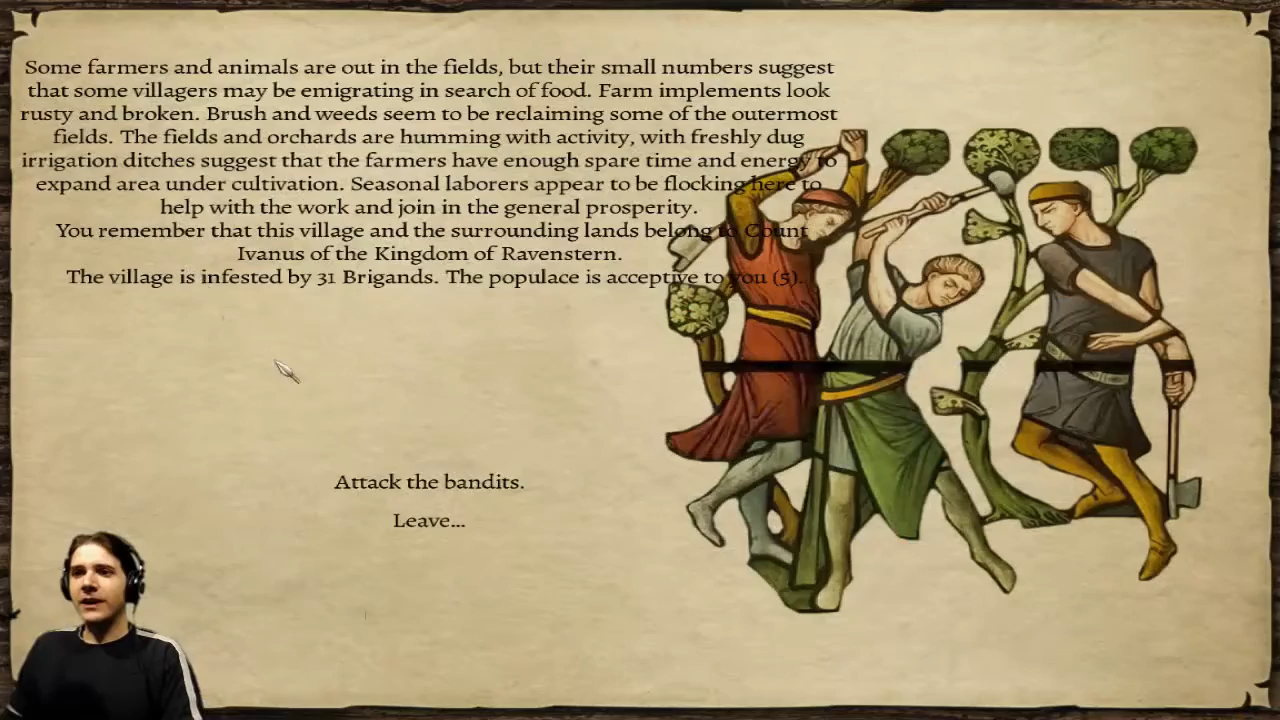 Some farmers and animals are out in the fields, but their small numbers suggest
that some villagers may be emigrating in search of food. Farm implements look
rusty and broken. Brush and weeds seem to be reclaiming some of the outermost
fields. The fields and orchards are humming with activity, with freshly dug
irrigation ditches suggest that the farmers have enough spare time and energy to
expand area under cultivation. Seasonal laborers appear to be flocking here to
help with the work and join in the general prosperity.
You remember that this village and the surrounding lands belong to Count
Ivanus of the Kingdom of Ravenstern.
The village is infested by 31 Brigands. The populace is acceptive to you (5).
Attack the bandits.
Leave...